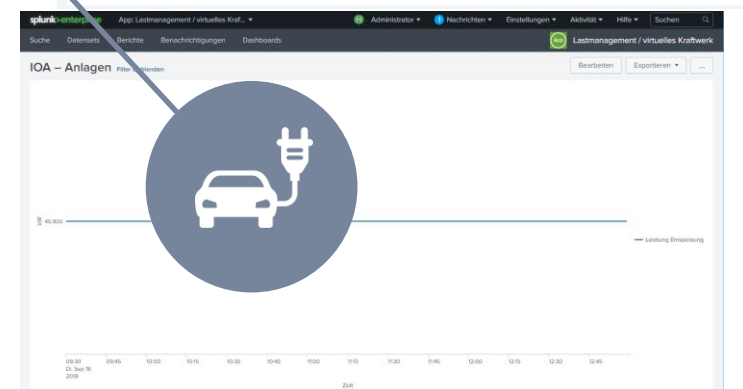 splunk>enterprise App: Lastmanagement / virtuelles Kraf... Administrator Nachrichten Einstellungen Aktivität Hilfe Suchen
Suche Datensets Berichte Benachrichtigungen Dashboards App Lastmanagement / virtuelles Kraftwerk
IOA – Anlagen Filter Bearbeiten Exportieren ...
kW 45.000
Leistung Einspeisung
09:30 09:45 10:00 10:15 10:30 10:45 11:00 11:15 11:30 11:45 12:00 12:15 12:30 12:45
Di. Sep 18
2018
Zeit